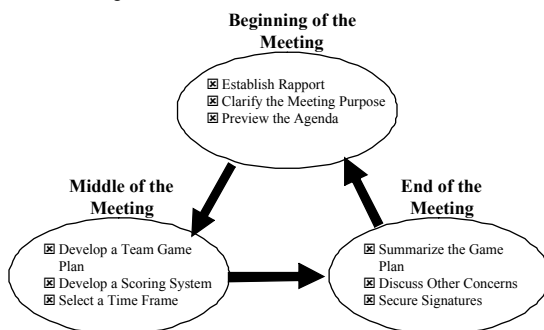 Beginning of the
Meeting
☒ Establish Rapport
☒ Clarify the Meeting Purpose
☒ Preview the Agenda
Middle of the
Meeting
☒ Develop a Team Game
Plan
☒ Develop a Scoring System
☒ Select a Time Frame
End of the
Meeting
☒ Summarize the Game
Plan
☒ Discuss Other Concerns
☒ Secure Signatures